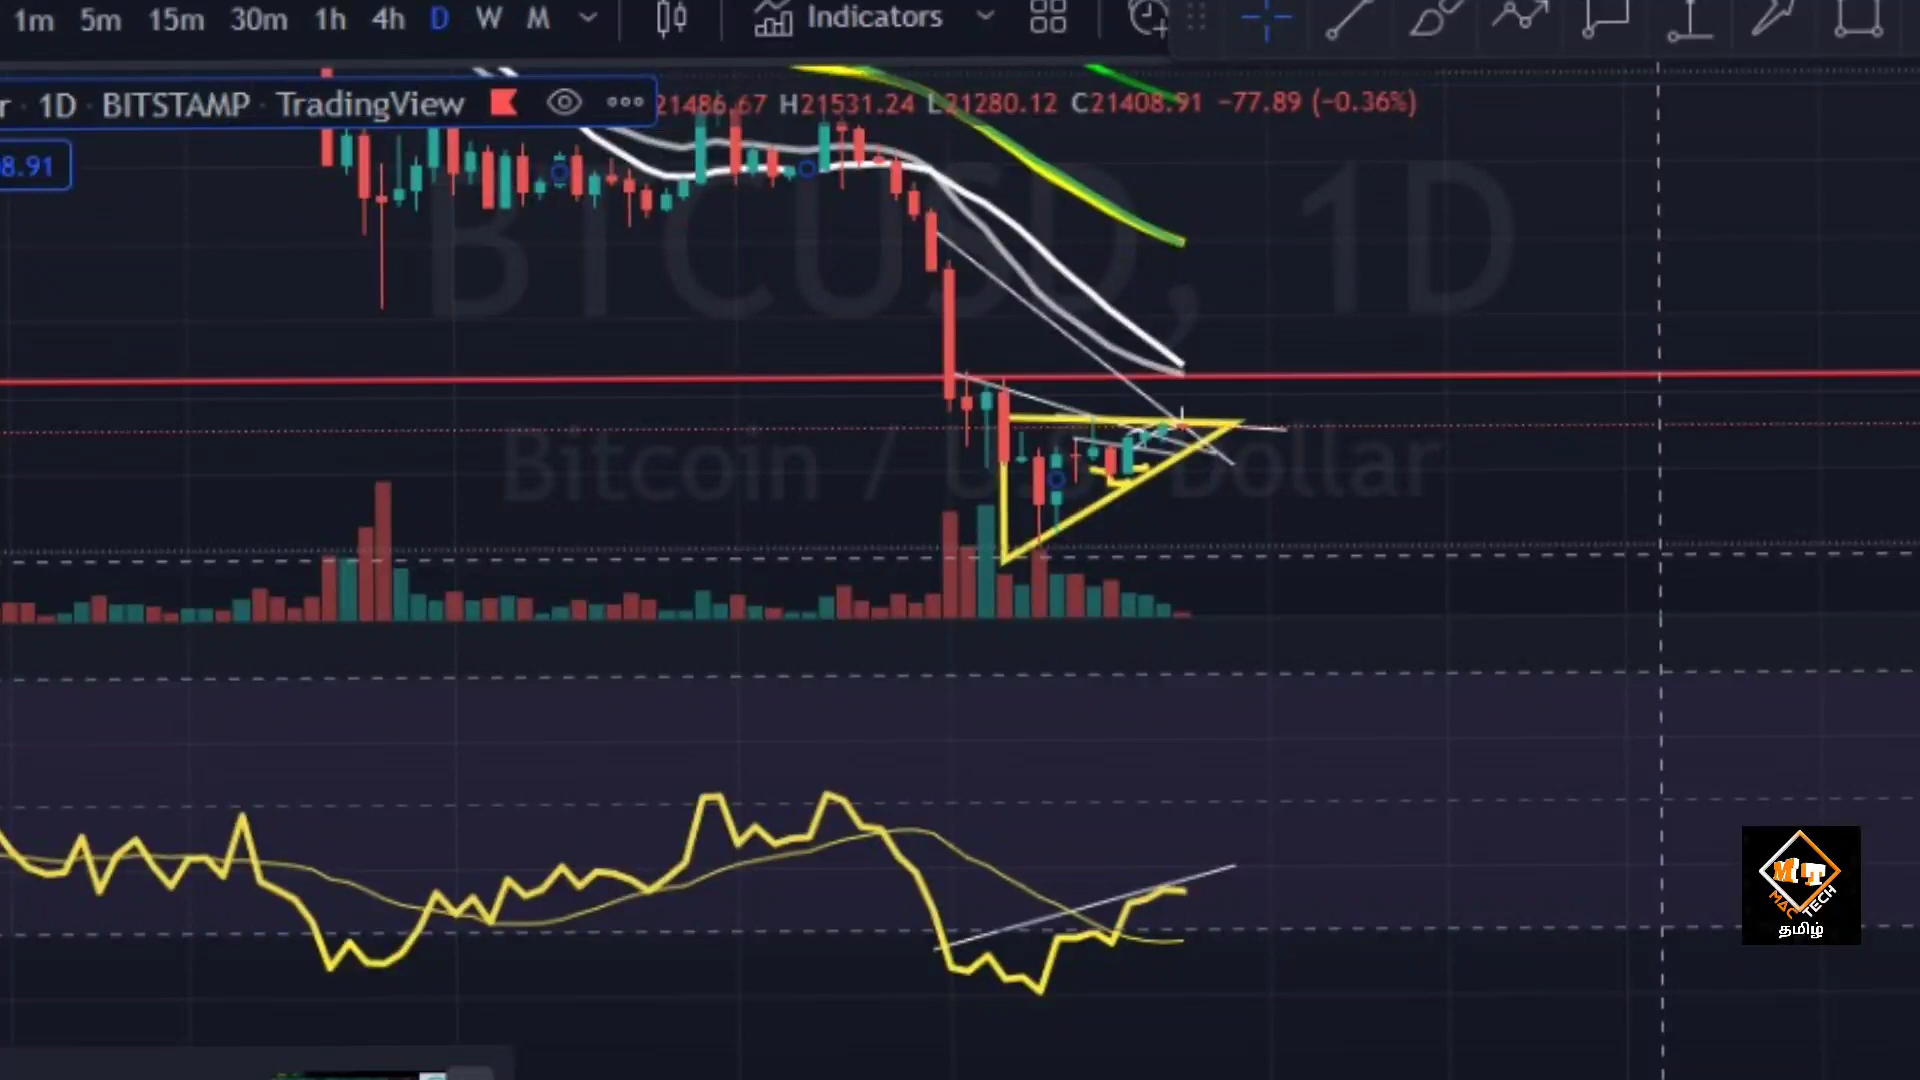 1m 5m 15m 30m 1h 4h D W M Indicators
r · 1D · BITSTAMP · TradingView 21486.67 H21531.24 L21280.12 C21408.91 −77.89 (−0.36%)
8.91
BTCUSD, 1D
Bitcoin / U.S. Dollar
MT
MAC TECH
தமிழ்